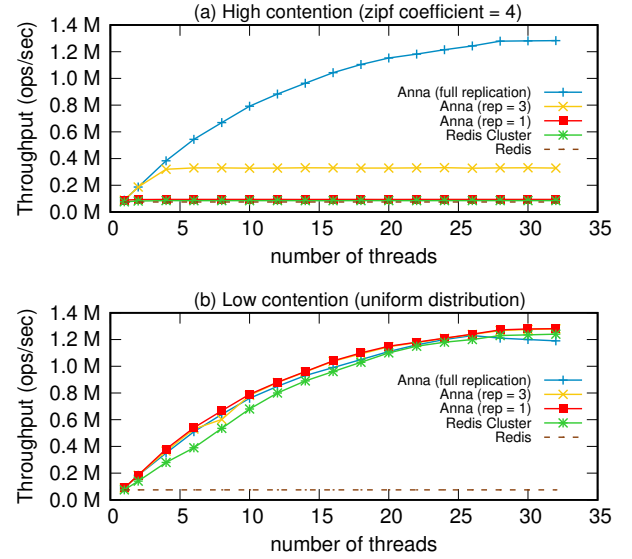 (a) High contention (zipf coefficient = 4)
1.4 M
1.2 M
1.0 M
0.8 M
0.6 M
0.4 M
0.2 M
0.0 M
Throughput (ops/sec)
Anna (full replication)
Anna (rep = 3)
Anna (rep = 1)
Redis Cluster
Redis
0 5 10 15 20 25 30 35
number of threads
(b) Low contention (uniform distribution)
1.4 M
1.2 M
1.0 M
0.8 M
0.6 M
0.4 M
0.2 M
0.0 M
Throughput (ops/sec)
Anna (full replication)
Anna (rep = 3)
Anna (rep = 1)
Redis Cluster
Redis
0 5 10 15 20 25 30 35
number of threads